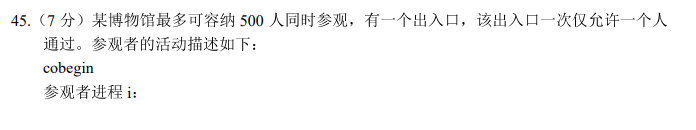 45.（7 分）某博物馆最多可容纳 500 人同时参观，有一个出入口，该出入口一次仅允许一个人
通过。参观者的活动描述如下：
cobegin
参观者进程 i：